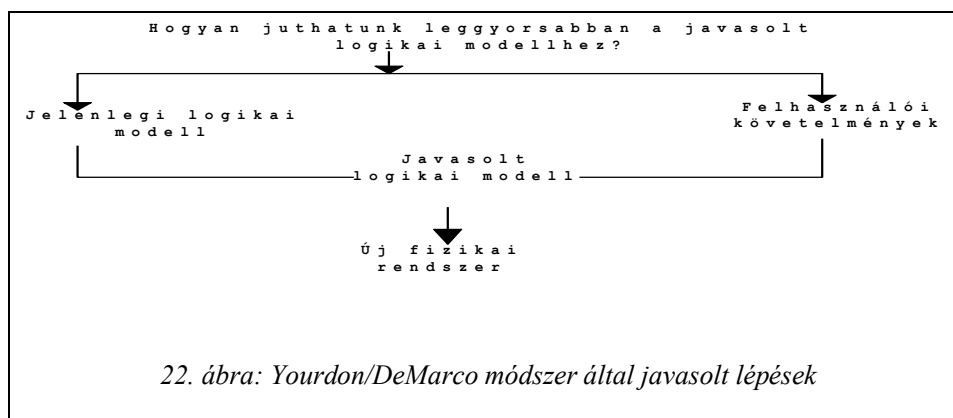 Hogyan juthatunk leggyorsabban a javasolt
logikai modellhez?
Jelenlegi logikai
modell
Felhasználói
követelmények
Javasolt
logikai modell
Új fizikai
rendszer
22. ábra: Yourdon/DeMarco módszer által javasolt lépések